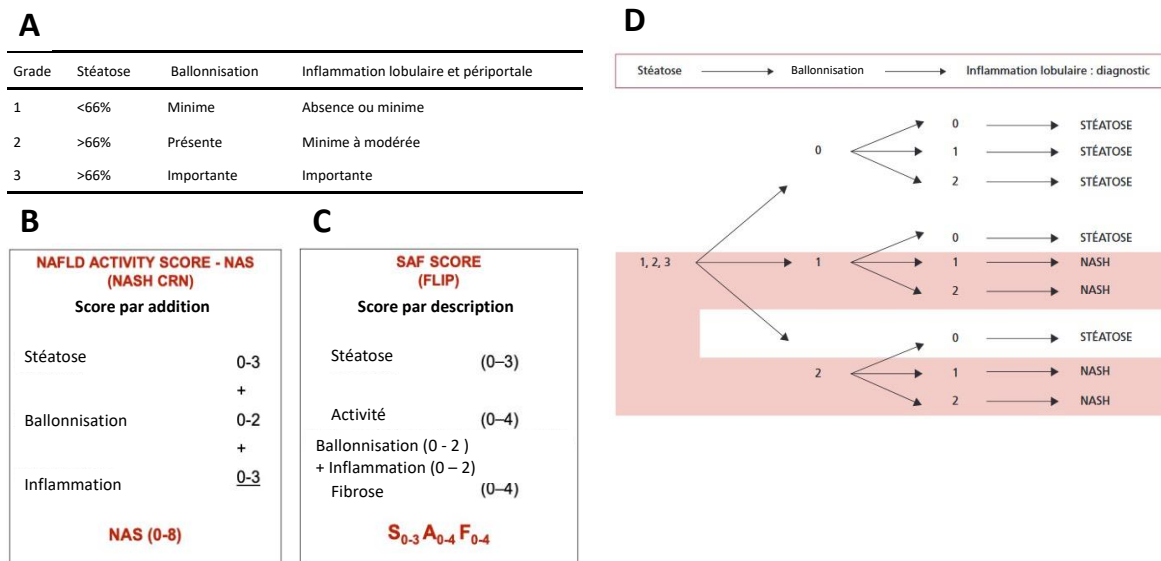 A
Grade Stéatose Ballonnisation Inflammation lobulaire et périportale
1 <66% Minime Absence ou minime
2 >66% Présente Minime à modérée
3 >66% Importante Importante
B
NAFLD ACTIVITY SCORE - NAS
(NASH CRN)
Score par addition
Stéatose 0-3
+
Ballonnisation 0-2
+
Inflammation 0-3
NAS (0-8)
C
SAF SCORE
(FLIP)
Score par description
Stéatose (0–3)
Activité (0–4)
Ballonnisation (0 - 2 )
+ Inflammation (0 – 2)
Fibrose (0–4)
S0-3 A0-4 F0-4
D
Stéatose Ballonnisation Inflammation lobulaire : diagnostic
0 STÉATOSE
0 1 STÉATOSE
2 STÉATOSE
0 STÉATOSE
1, 2, 3 1 1 NASH
2 NASH
0 STÉATOSE
2 1 NASH
2 NASH